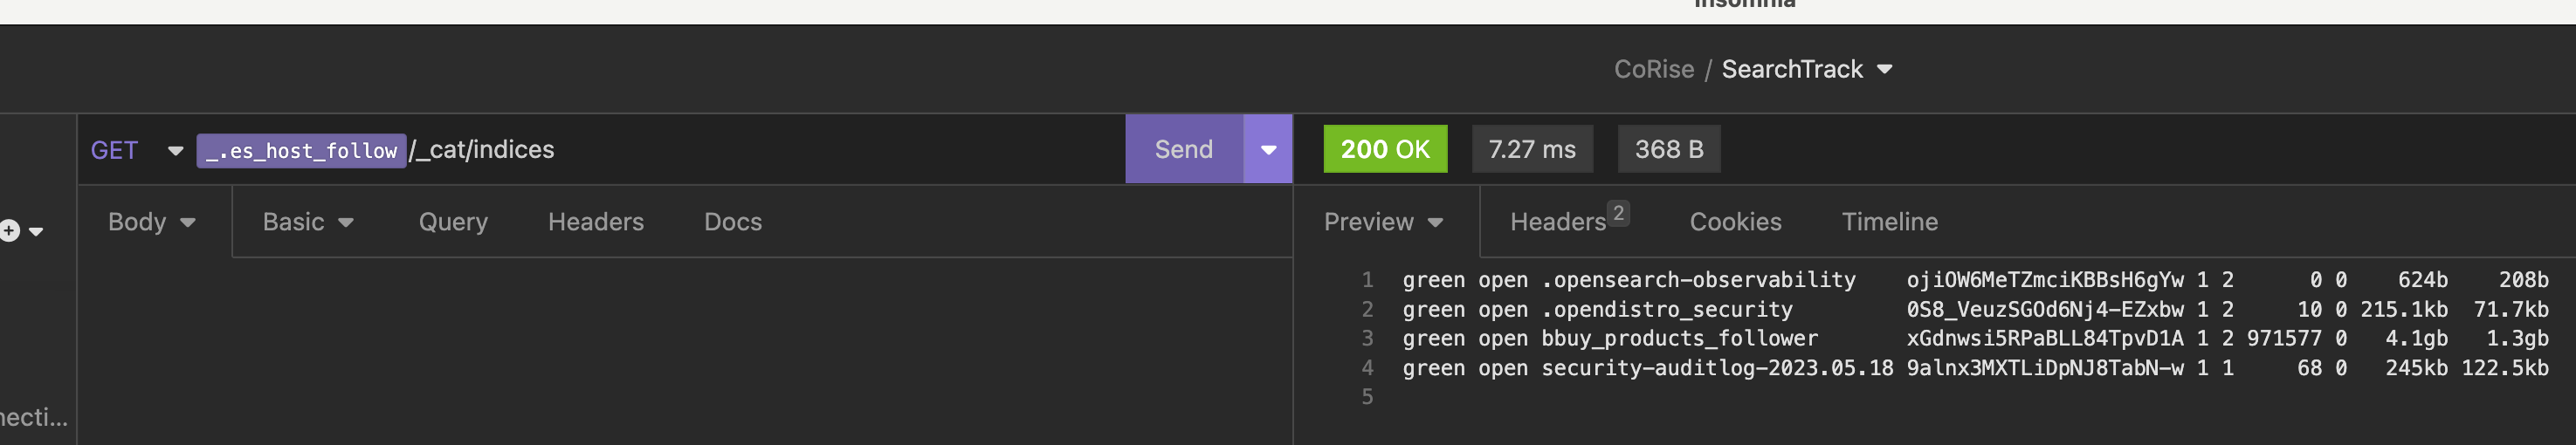 Insomnia
CoRise / SearchTrack
GET _.es_host_follow/_cat/indices Send 200 OK 7.27 ms 368 B
Body Basic Query Headers Docs Preview Headers 2 Cookies Timeline
1 green open .opensearch-observability ojiOW6MeTZmciKBBsH6gYw 1 2 0 0 624b 208b
2 green open .opendistro_security 0S8_VeuzSGOd6Nj4-EZxbw 1 2 10 0 215.1kb 71.7kb
3 green open bbuy_products_follower xGdnwsi5RPaBLL84TpvD1A 1 2 971577 0 4.1gb 1.3gb
4 green open security-auditlog-2023.05.18 9alnx3MXTLiDpNJ8TabN-w 1 1 68 0 245kb 122.5kb
5
necti...